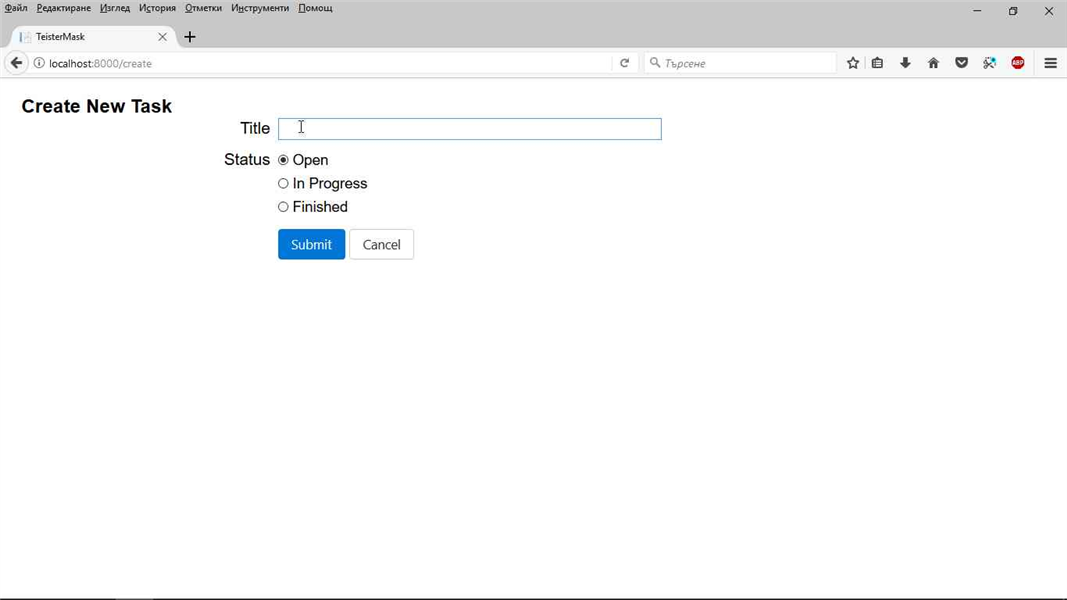 Файл Редактиране Изглед История Отметки Инструменти Помощ
TeisterMask
localhost:8000/create
Търсене
ABP
Create New Task
Title
Status Open
In Progress
Finished
Submit Cancel